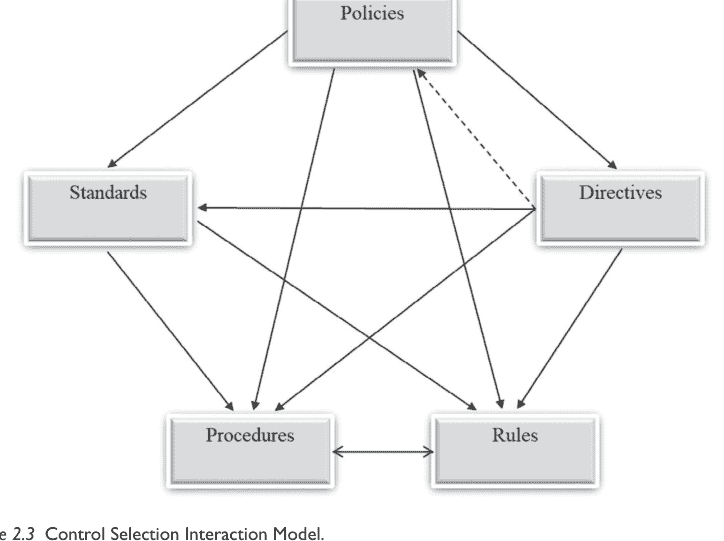 Policies
Standards
Directives
Procedures
Rules
e 2.3 Control Selection Interaction Model.